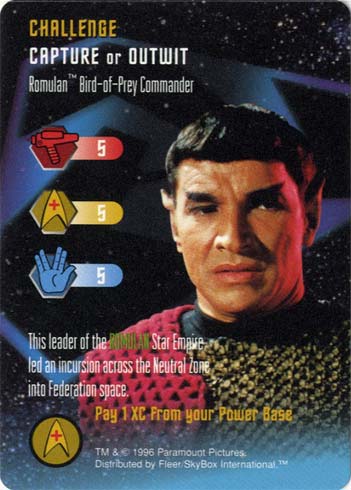 CHALLENGE
CAPTURE or OUTWIT
Romulan™ Bird-of-Prey Commander
5
5
5
This leader of the ROMULAN Star Empire
led an incursion across the Neutral Zone
into Federation space.
Pay 1 XC From your Power Base
TM & © 1996 Paramount Pictures.
Distributed by Fleer/SkyBox International.™